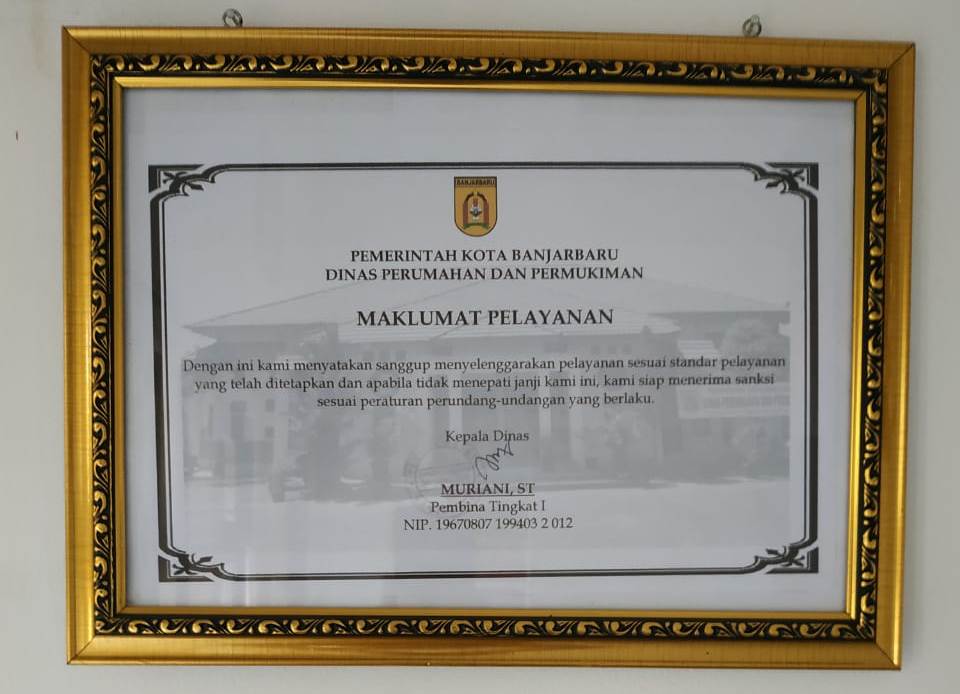 BANJARBARU
PEMERINTAH KOTA BANJARBARU
DINAS PERUMAHAN DAN PERMUKIMAN
MAKLUMAT PELAYANAN
Dengan ini kami menyatakan sanggup menyelenggarakan pelayanan sesuai standar pelayanan
yang telah ditetapkan dan apabila tidak menepati janji kami ini, kami siap menerima sanksi
sesuai peraturan perundang-undangan yang berlaku.
Kepala Dinas
MURIANI, ST
Pembina Tingkat I
NIP. 19670807 199403 2 012